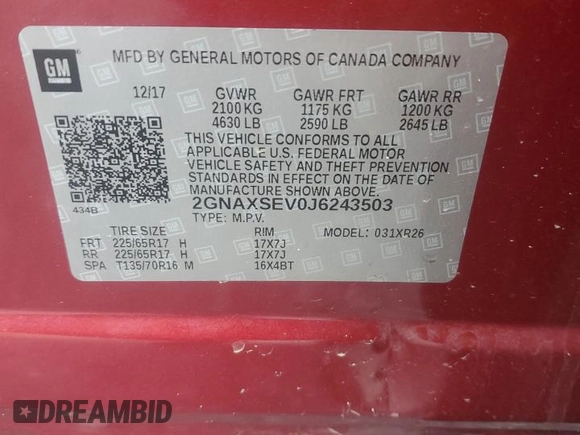 GM
MFD BY GENERAL MOTORS OF CANADA COMPANY
12/17 GVWR GAWR FRT GAWR RR
2100 KG 1175 KG 1200 KG
4630 LB 2590 LB 2645 LB
THIS VEHICLE CONFORMS TO ALL
APPLICABLE U.S. FEDERAL MOTOR
VEHICLE SAFETY AND THEFT PREVENTION
STANDARDS IN EFFECT ON THE DATE OF
MANUFACTURE SHOWN ABOVE.
434B
2GNAXSEV0J6243503
TYPE: M.P.V.
TIRE SIZE RIM MODEL: 031XR26
FRT 225/65R17 H 17X7J
RR 225/65R17 H 17X7J
SPA T135/70R16 M 16X4BT
DREAMBID